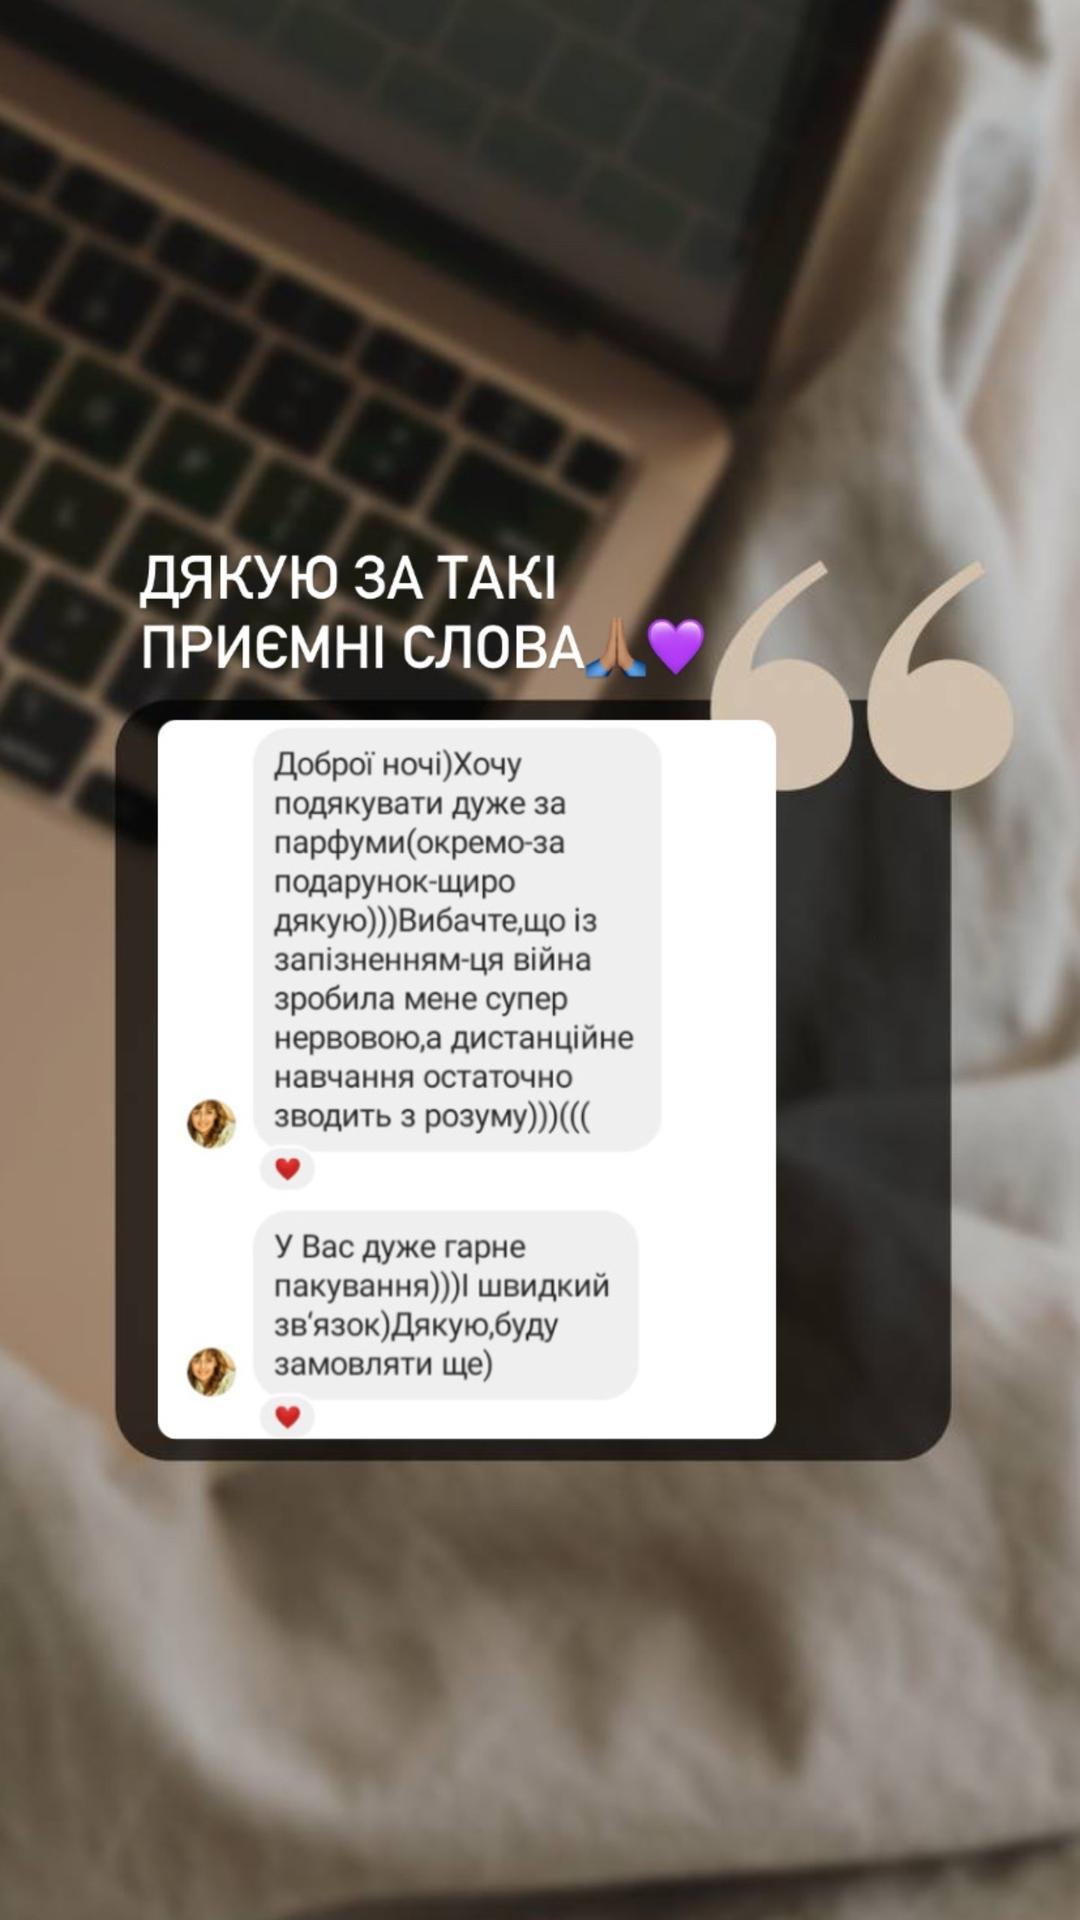 ДЯКУЮ ЗА ТАКІ
ПРИЄМНІ СЛОВА🙏🏽💜
Доброї ночі)Хочу
подякувати дуже за
парфуми(окремо-за
подарунок-щиро
дякую)))Вибачте,що із
запізненням-ця війна
зробила мене супер
нервовою,а дистанційне
навчання остаточно
зводить з розуму)))(((
❤️
У Вас дуже гарне
пакування)))І швидкий
зв‘язок)Дякую,буду
замовляти ще)
❤️